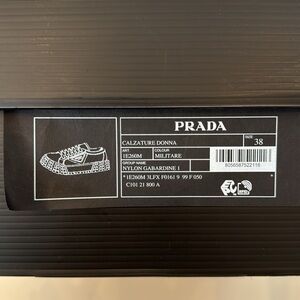 PRADA
CALZATURE DONNA
SIZE
38
ART. COLOUR
1E260M MILITARE
GROUP NAME
NYLON GABARDINE 1
8056587522116
*1E260M 3LFX F0161 9 99 F 050
C101 21 800 A